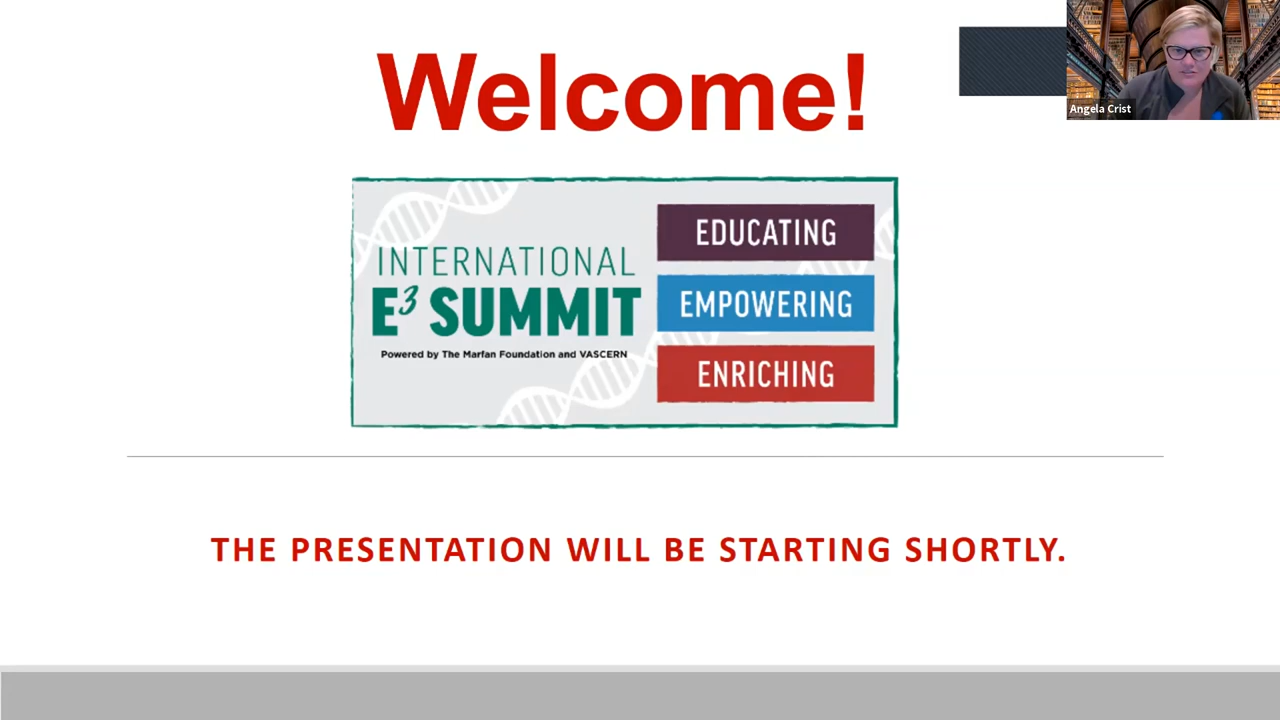 Welcome!
Angela Crist
INTERNATIONAL
E³ SUMMIT
Powered by The Marfan Foundation and VASCERN
EDUCATING
EMPOWERING
ENRICHING
THE PRESENTATION WILL BE STARTING SHORTLY.